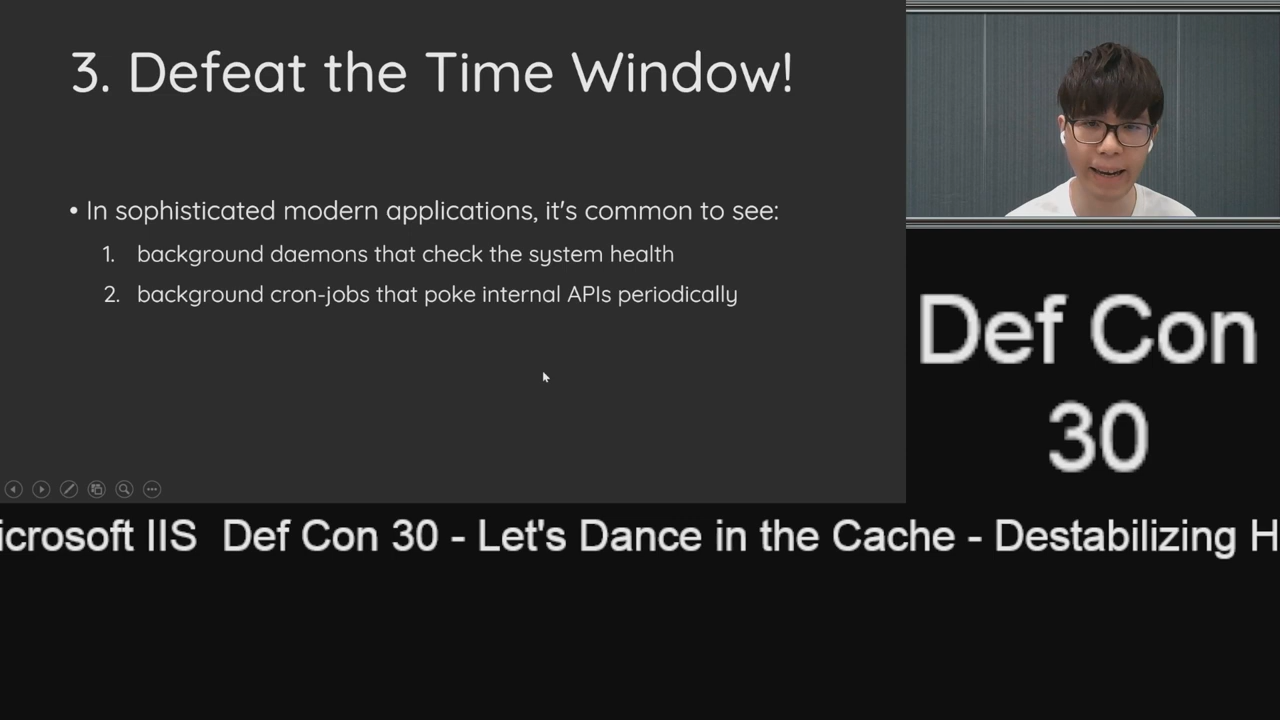 3. Defeat the Time Window!
• In sophisticated modern applications, it's common to see:
1. background daemons that check the system health
2. background cron-jobs that poke internal APIs periodically
Def Con
30
icrosoft IIS Def Con 30 - Let's Dance in the Cache - Destabilizing H